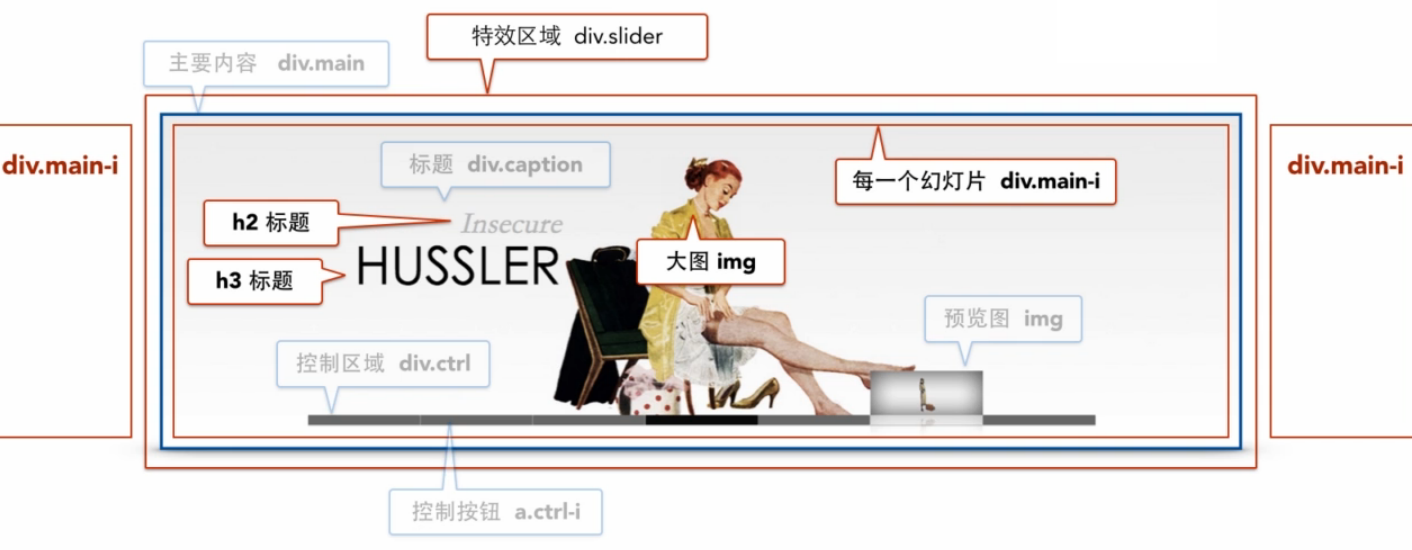 特效区域 div.slider
主要内容 div.main
div.main-i
div.main-i
标题 div.caption
每一个幻灯片 div.main-i
h2 标题
Insecure
HUSSLER
大图 img
h3 标题
预览图 img
控制区域 div.ctrl
控制按钮 a.ctrl-i